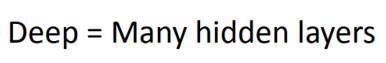 Deep = Many hidden layers